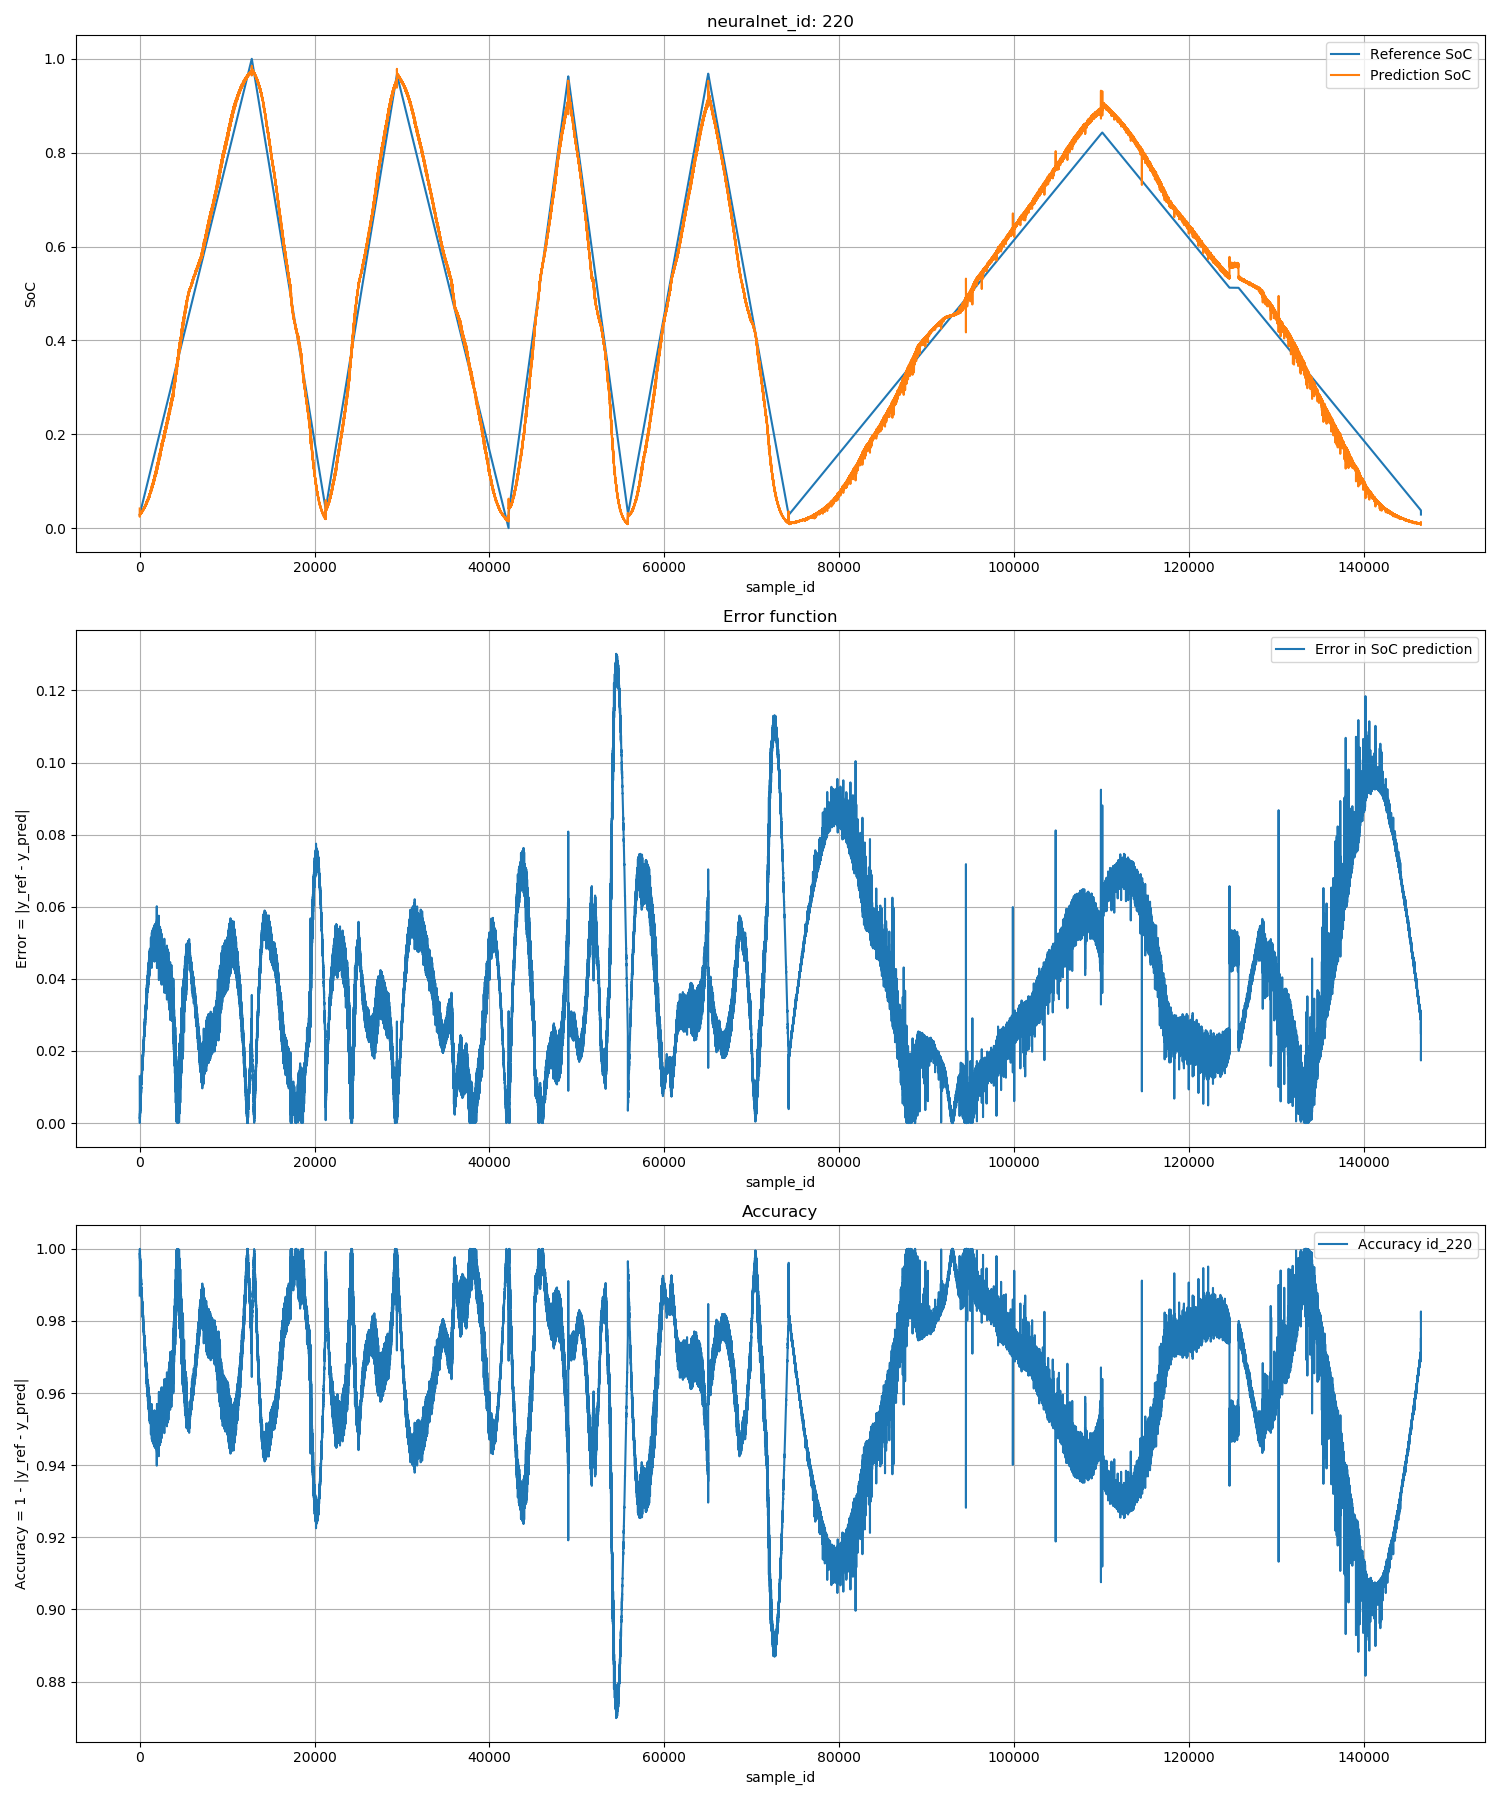 neuralnet_id: 220
Reference SoC
Prediction SoC
1.0
0.8
0.6
0.4
0.2
0.0
SoC
0 20000 40000 60000 80000 100000 120000 140000
sample_id
Error function
Error in SoC prediction
0.12
0.10
0.08
0.06
0.04
0.02
0.00
Error = |y_ref - y_pred|
0 20000 40000 60000 80000 100000 120000 140000
sample_id
Accuracy
Accuracy id_220
1.00
0.98
0.96
0.94
0.92
0.90
0.88
Accuracy = 1 - |y_ref - y_pred|
0 20000 40000 60000 80000 100000 120000 140000
sample_id